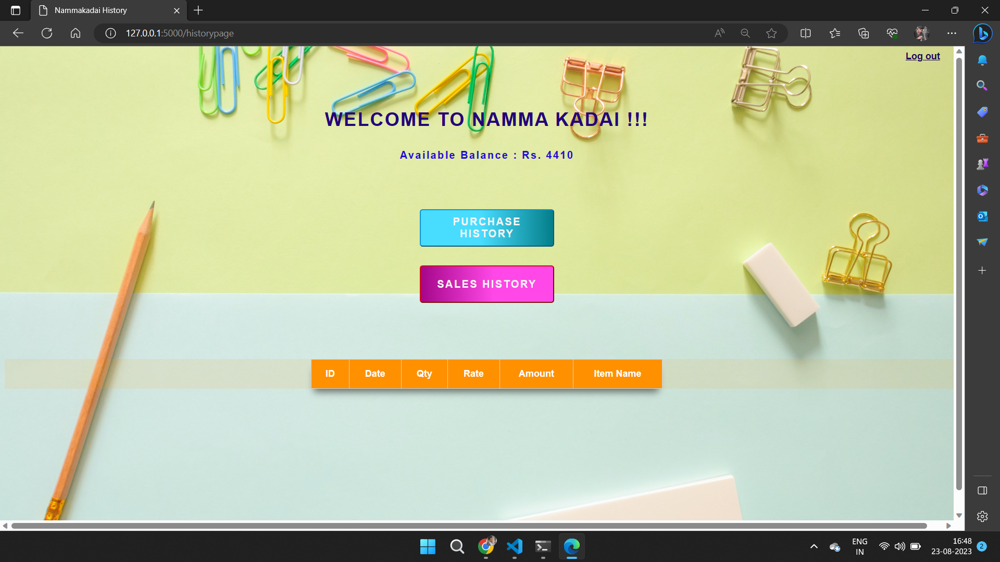 Nammakadai History
127.0.0.1:5000/historypage
Log out
WELCOME TO NAMMA KADAI !!!
Available Balance : Rs. 4410
PURCHASE
HISTORY
SALES HISTORY
ID Date Qty Rate Amount Item Name
ENG
IN
16:48
23-08-2023
2